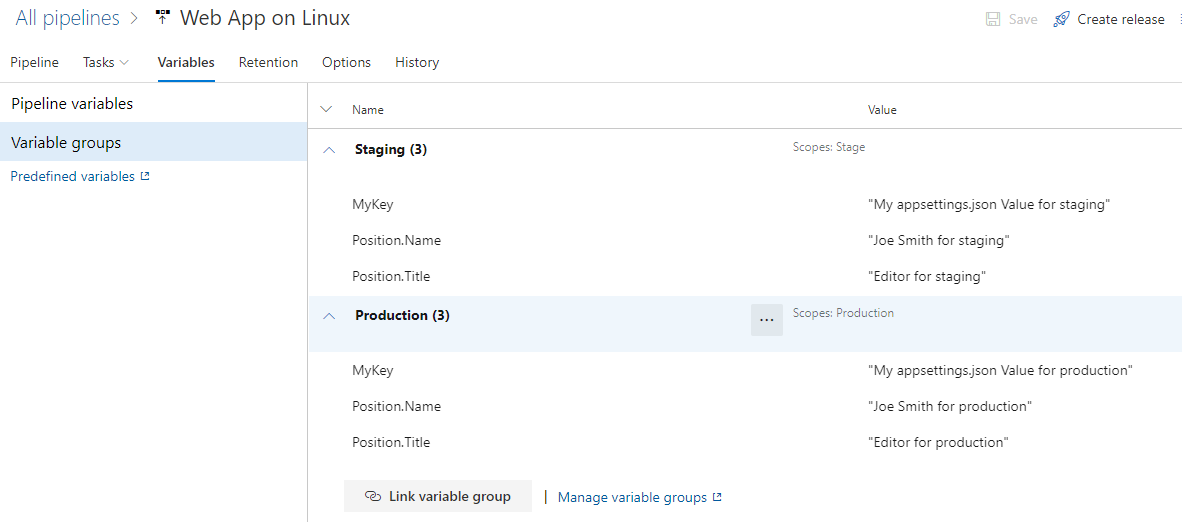 All pipelines > Web App on Linux
Save Create release
Pipeline Tasks Variables Retention Options History
Pipeline variables
Variable groups
Predefined variables
Name Value
Staging (3) Scopes: Stage
MyKey "My appsettings.json Value for staging"
Position.Name "Joe Smith for staging"
Position.Title "Editor for staging"
Production (3) ... Scopes: Production
MyKey "My appsettings.json Value for production"
Position.Name "Joe Smith for production"
Position.Title "Editor for production"
Link variable group | Manage variable groups